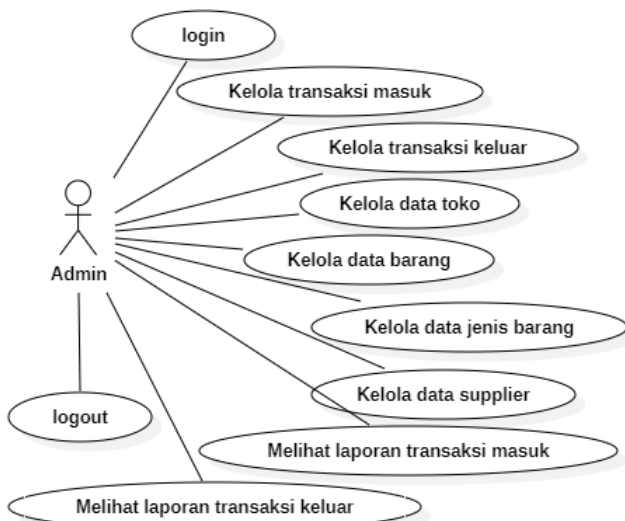 login
Kelola transaksi masuk
Kelola transaksi keluar
Kelola data toko
Admin
Kelola data barang
Kelola data jenis barang
Kelola data supplier
logout
Melihat laporan transaksi masuk
Melihat laporan transaksi keluar